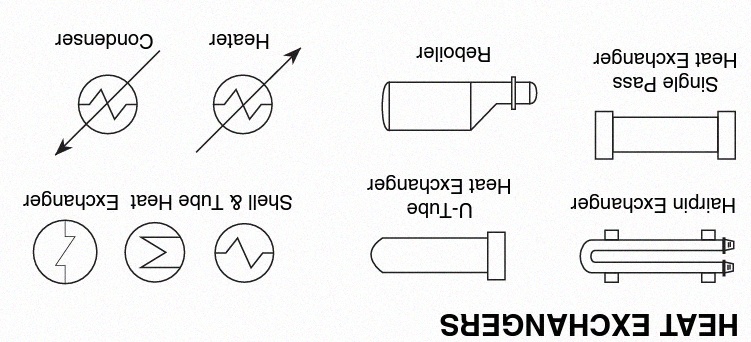 HEAT EXCHANGERS
Hairpin Exchanger
U-Tube
Heat Exchanger
Shell & Tube Heat Exchanger
Single Pass
Heat Exchanger
Reboiler
Heater
Condenser